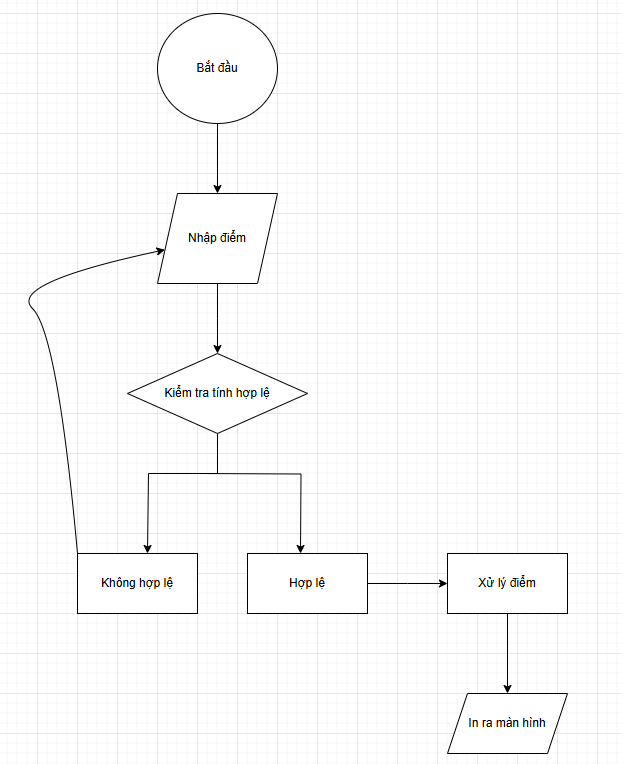 Bắt đầu
Nhập điểm
Kiểm tra tính hợp lệ
Không hợp lệ
Hợp lệ
Xử lý điểm
In ra màn hình